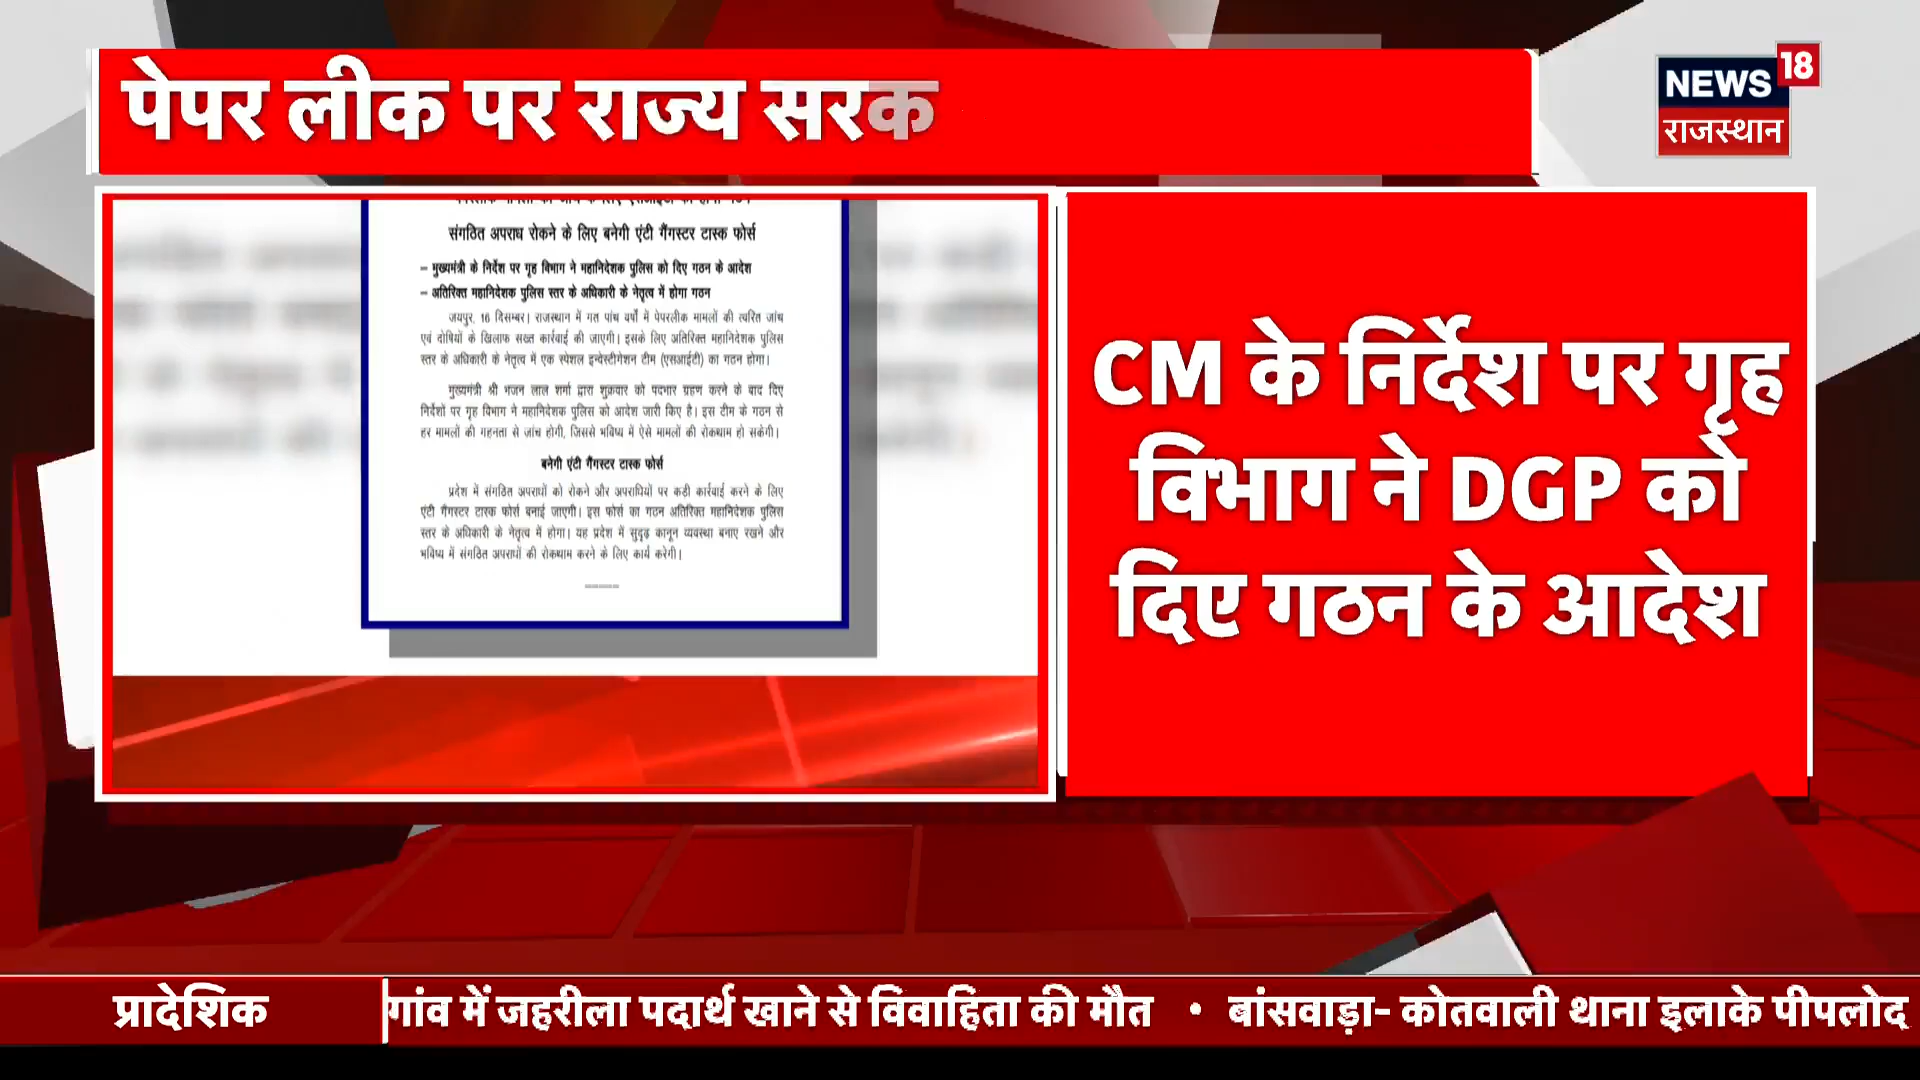 पेपर लीक पर राज्य सरक
NEWS 18
राजस्थान
संगठित अपराध रोकने के लिए बनेगी एंटी गैंगस्टर टास्क फोर्स
– मुख्यमंत्री के निर्देश पर गृह विभाग ने महानिदेशक पुलिस को दिए गठन के आदेश
– अतिरिक्त महानिदेशक पुलिस स्तर के अधिकारी के नेतृत्व में होगा गठन
जयपुर, 16 दिसम्बर। राजस्थान में गत पांच वर्षों में पेपरलीक मामलों की त्वरित जांच
एवं दोषियों के खिलाफ सख्त कार्रवाई की जाएगी। इसके लिए अतिरिक्त महानिदेशक पुलिस
स्तर के अधिकारी के नेतृत्व में एक स्पेशल इन्वेस्टीगेशन टीम (एसआईटी) का गठन होगा।
मुख्यमंत्री श्री भजन लाल शर्मा द्वारा शुक्रवार को पदभार ग्रहण करने के बाद दिए
निर्देशों पर गृह विभाग ने महानिदेशक पुलिस को आदेश जारी किए है। इस टीम के गठन से
हर मामलों की गहनता से जांच होगी, जिससे भविष्य में ऐसे मामलों की रोकथाम हो सकेगी।
बनेगी एंटी गैंगस्टर टास्क फोर्स
प्रदेश में संगठित अपराधों को रोकने और अपराधियों पर कड़ी कार्रवाई करने के लिए
एंटी गैंगस्टर टास्क फोर्स बनाई जाएगी। इस फोर्स का गठन अतिरिक्त महानिदेशक पुलिस
स्तर के अधिकारी के नेतृत्व में होगा। यह प्रदेश में सुदृढ़ कानून व्यवस्था बनाए रखने और
भविष्य में संगठित अपराधों की रोकथाम करने के लिए कार्य करेगी।
CM के निर्देश पर गृह
विभाग ने DGP को
दिए गठन के आदेश
प्रादेशिक
गांव में जहरीला पदार्थ खाने से विवाहिता की मौत • बांसवाड़ा- कोतवाली थाना इलाके पीपलोद